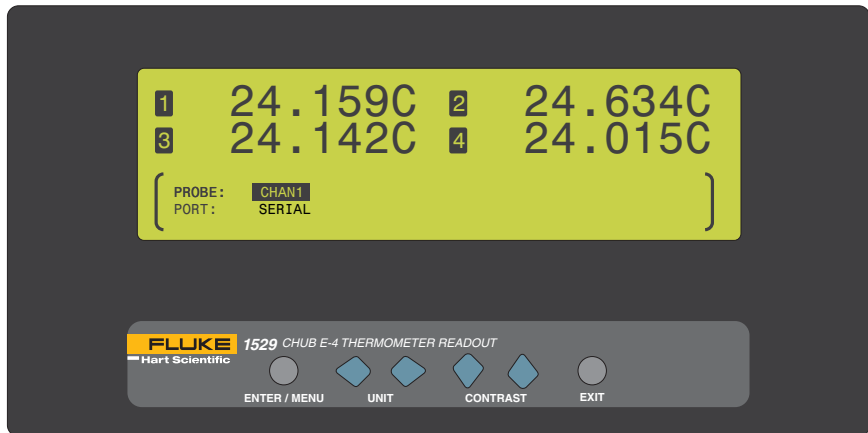 1 24.159C 2 24.634C
3 24.142C 4 24.015C
PROBE: CHAN1
PORT: SERIAL
FLUKE 1529 CHUB E-4 THERMOMETER READOUT
Hart Scientific
ENTER / MENU UNIT CONTRAST EXIT